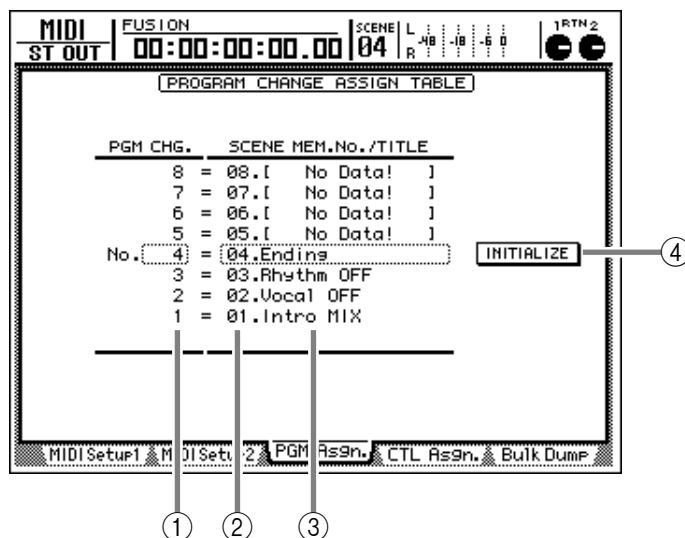 MIDI FUSION SCENE L 1 RTN 2
ST OUT 00:00:00:00.00 04 R -48 -18 -6 0
PROGRAM CHANGE ASSIGN TABLE
PGM CHG. SCENE MEM.No./TITLE
8 = 08.[ No Data! ]
7 = 07.[ No Data! ]
6 = 06.[ No Data! ]
5 = 05.[ No Data! ]
No. 4 = 04.Ending INITIALIZE ④
3 = 03.Rhythm OFF
2 = 02.Vocal OFF
1 = 01.Intro MIX
MIDI Setup1 MIDI Setup2 PGM Asgn. CTL Asgn. Bulk Dump
① ② ③